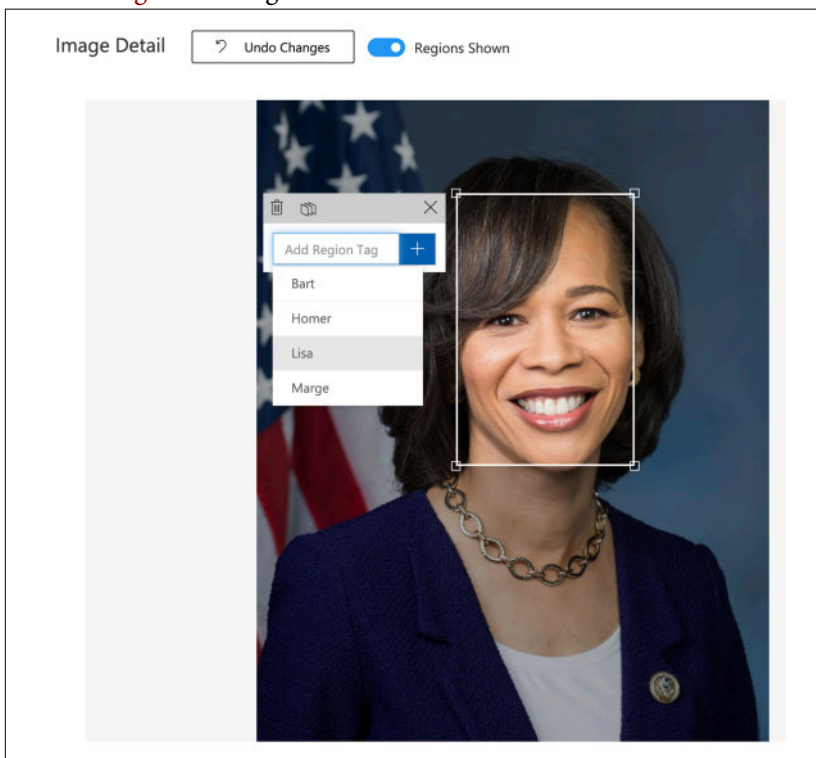 Image Detail
Undo Changes
Regions Shown
Add Region Tag
Bart
Homer
Lisa
Marge